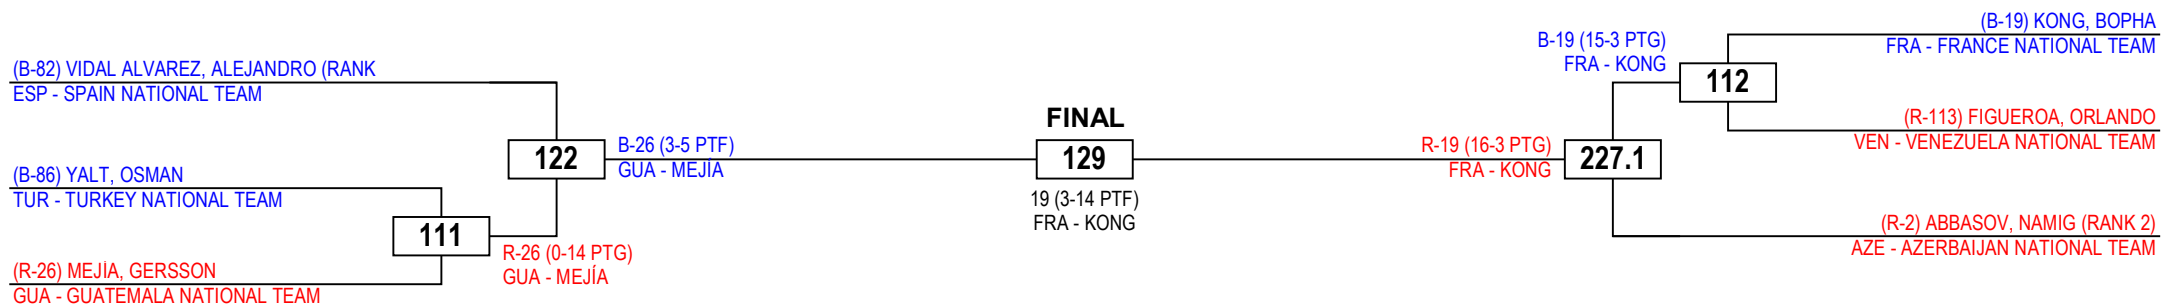 (B-82) VIDAL ALVAREZ, ALEJANDRO (RANK
ESP - SPAIN NATIONAL TEAM
(B-86) YALT, OSMAN
TUR - TURKEY NATIONAL TEAM
(R-26) MEJÍA, GERSSON
GUA - GUATEMALA NATIONAL TEAM
111
R-26 (0-14 PTG)
GUA - MEJÍA
122
B-26 (3-5 PTF)
GUA - MEJÍA
FINAL
129
19 (3-14 PTF)
FRA - KONG
R-19 (16-3 PTG)
FRA - KONG
227.1
B-19 (15-3 PTG)
FRA - KONG
112
(B-19) KONG, BOPHA
FRA - FRANCE NATIONAL TEAM
(R-113) FIGUEROA, ORLANDO
VEN - VENEZUELA NATIONAL TEAM
(R-2) ABBASOV, NAMIG (RANK 2)
AZE - AZERBAIJAN NATIONAL TEAM